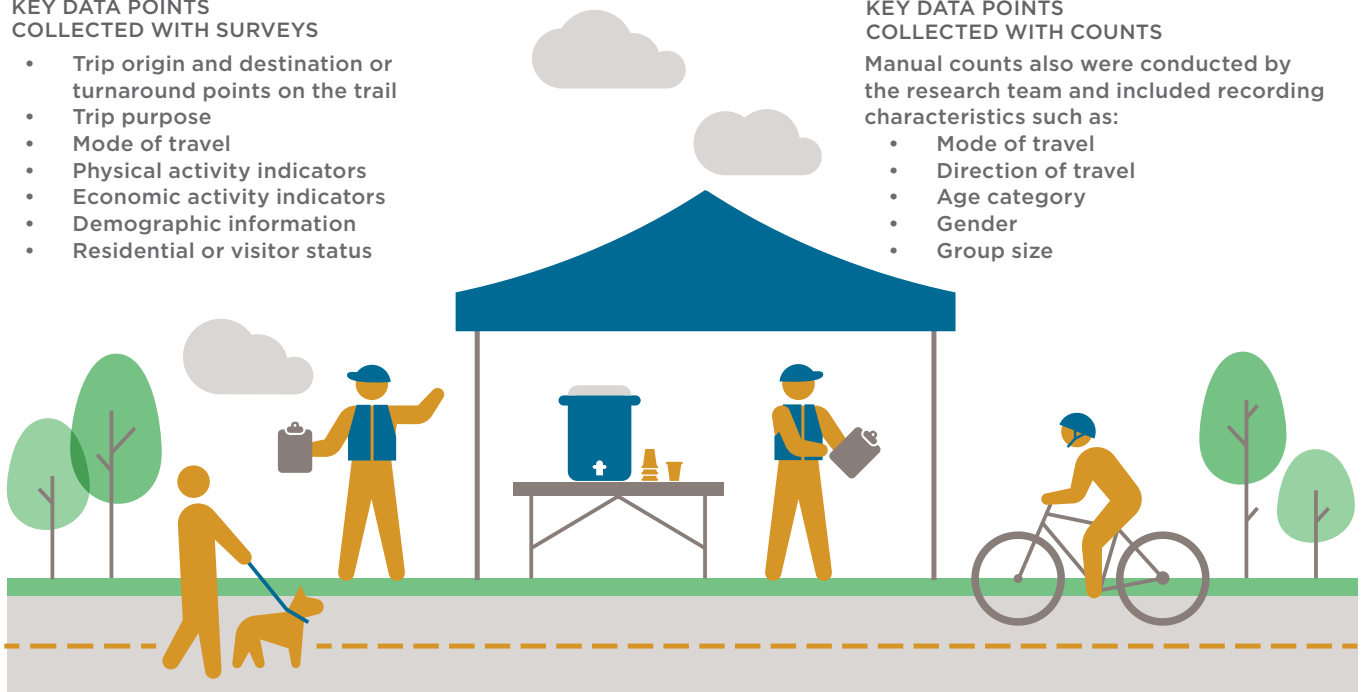 KEY DATA POINTS
COLLECTED WITH SURVEYS
• Trip origin and destination or
turnaround points on the trail
• Trip purpose
• Mode of travel
• Physical activity indicators
• Economic activity indicators
• Demographic information
• Residential or visitor status
KEY DATA POINTS
COLLECTED WITH COUNTS
Manual counts also were conducted by
the research team and included recording
characteristics such as:
• Mode of travel
• Direction of travel
• Age category
• Gender
• Group size